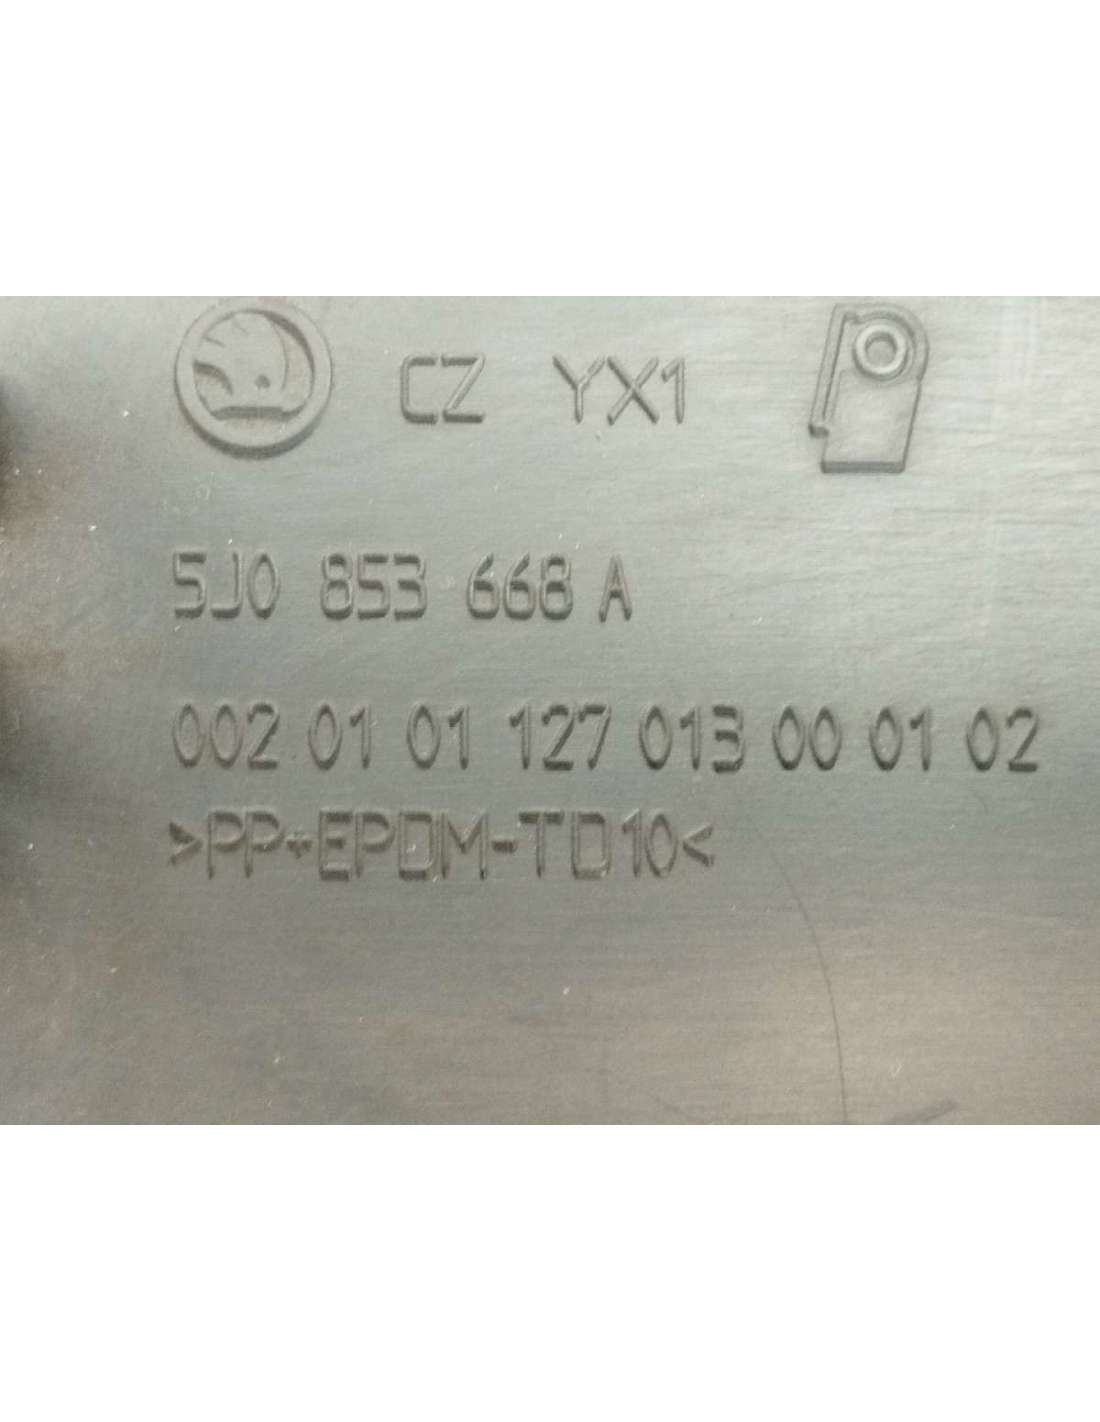 CZ YX1
5J0 853 668 A
002 01 01 127 013 00 01 02
>PP+EPDM-TD10<